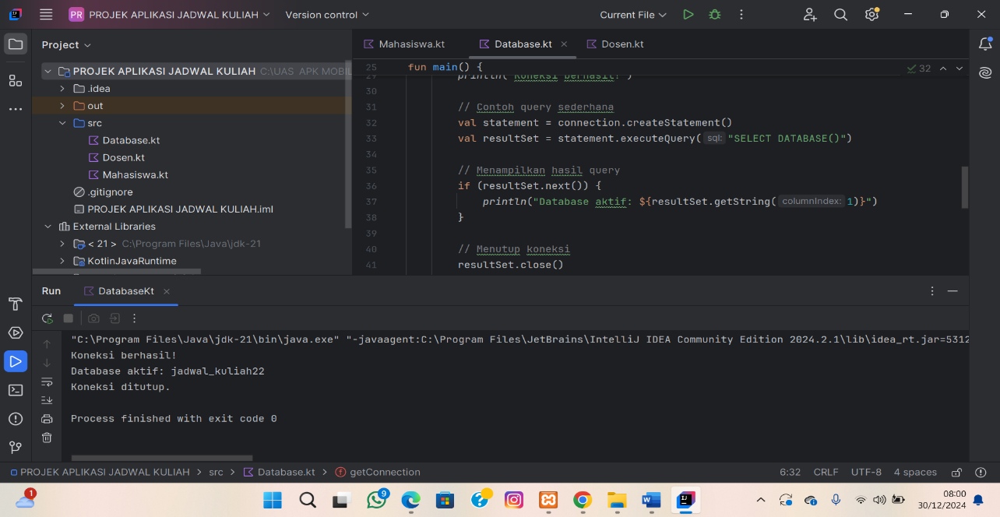 PR PROJEK APLIKASI JADWAL KULIAH Version control Current File
Project
Mahasiswa.kt Database.kt Dosen.kt
PROJEK APLIKASI JADWAL KULIAH C:\UAS APK MOBIL
.idea
out
src
Database.kt
Dosen.kt
Mahasiswa.kt
.gitignore
PROJEK APLIKASI JADWAL KULIAH.iml
External Libraries
< 21 > C:\Program Files\Java\jdk-21
KotlinJavaRuntime
25 fun main() {
32
29 println("Koneksi berhasil!")
30
31 // Contoh query sederhana
32 val statement = connection.createStatement()
33 val resultSet = statement.executeQuery( sql: "SELECT DATABASE()")
34
35 // Menampilkan hasil query
36 if (resultSet.next()) {
37 println("Database aktif: ${resultSet.getString( columnIndex: 1)}")
38 }
39
40 // Menutup koneksi
41 resultSet.close()
Run DatabaseKt
"C:\Program Files\Java\jdk-21\bin\java.exe" "-javaagent:C:\Program Files\JetBrains\IntelliJ IDEA Community Edition 2024.2.1\lib\idea_rt.jar=5312
Koneksi berhasil!
Database aktif: jadwal_kuliah22
Koneksi ditutup.
Process finished with exit code 0
PROJEK APLIKASI JADWAL KULIAH > src > Database.kt > getConnection 6:32 CRLF UTF-8 4 spaces
1
9
08:00
30/12/2024